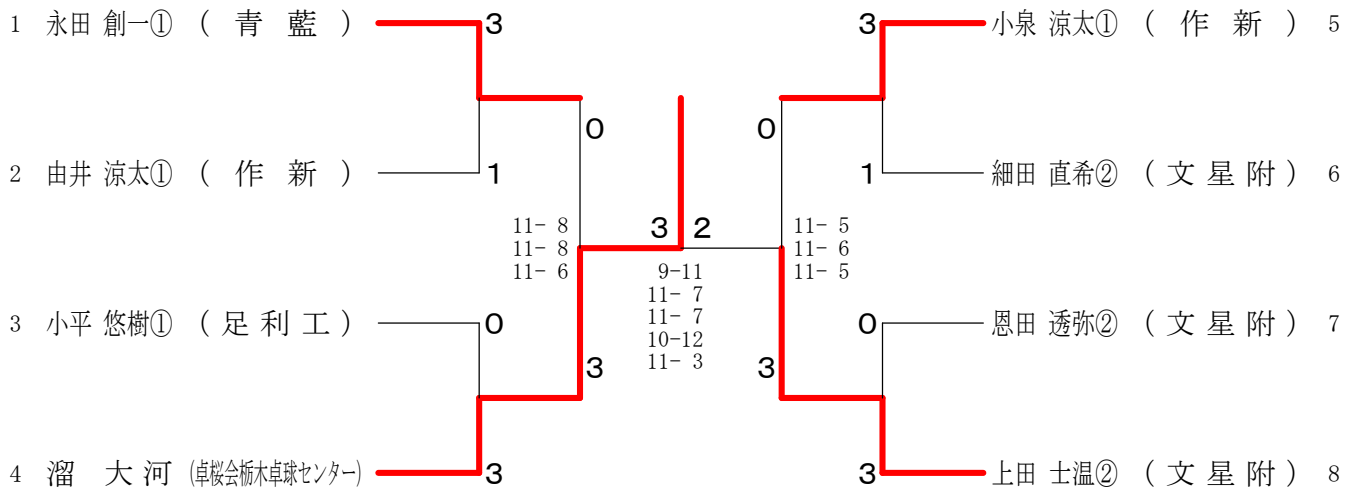 1 永田 創一① ( 青 藍 ) 3
3 小泉 涼太① ( 作 新 ) 5
0
0
2 由井 涼太① ( 作 新 ) 1
1 細田 直希② ( 文 星 附 ) 6
11- 8
11- 8
11- 6
3 2
11- 5
11- 6
11- 5
9-11
11- 7
11- 7
10-12
11- 3
3 小平 悠樹① ( 足 利 工 ) 0
0 恩田 透弥② ( 文 星 附 ) 7
3
3
4 溜 大 河 (卓桜会栃木卓球センター) 3
3 上田 士温② ( 文 星 附 ) 8